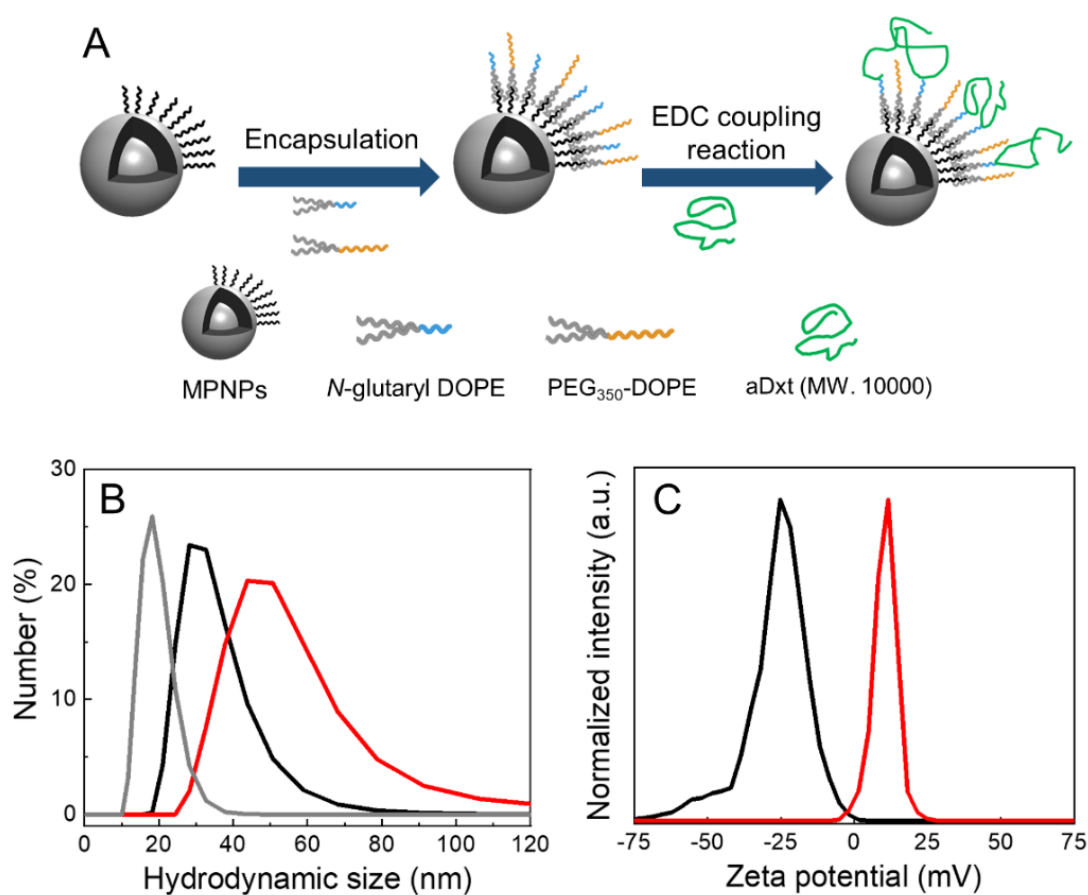 A
Encapsulation
EDC coupling
reaction
MPNPs
N-glutaryl DOPE
PEG350-DOPE
aDxt (MW. 10000)
B
Number (%)
30
20
10
0
0 20 40 60 80 100 120
Hydrodynamic size (nm)
C
Normalized intensity (a.u.)
-75 -50 -25 0 25 50 75
Zeta potential (mV)